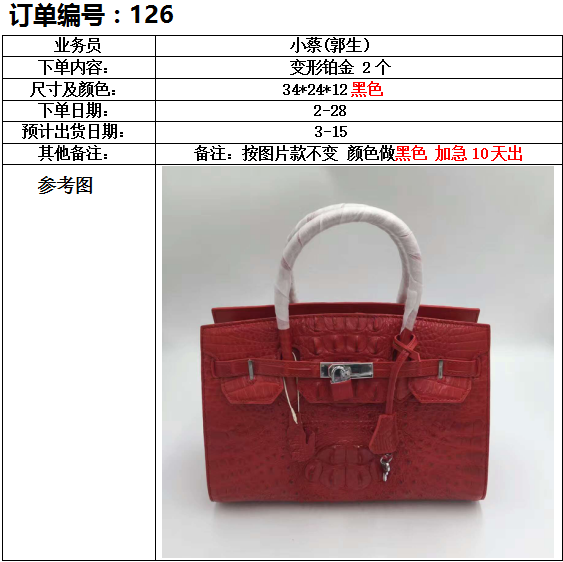 订单编号：126
业务员 小蔡(郭生)
下单内容： 变形铂金 2个
尺寸及颜色： 34*24*12黑色
下单日期： 2-28
预计出货日期： 3-15
其他备注： 备注：按图片款不变 颜色做黑色 加急10天出
参考图